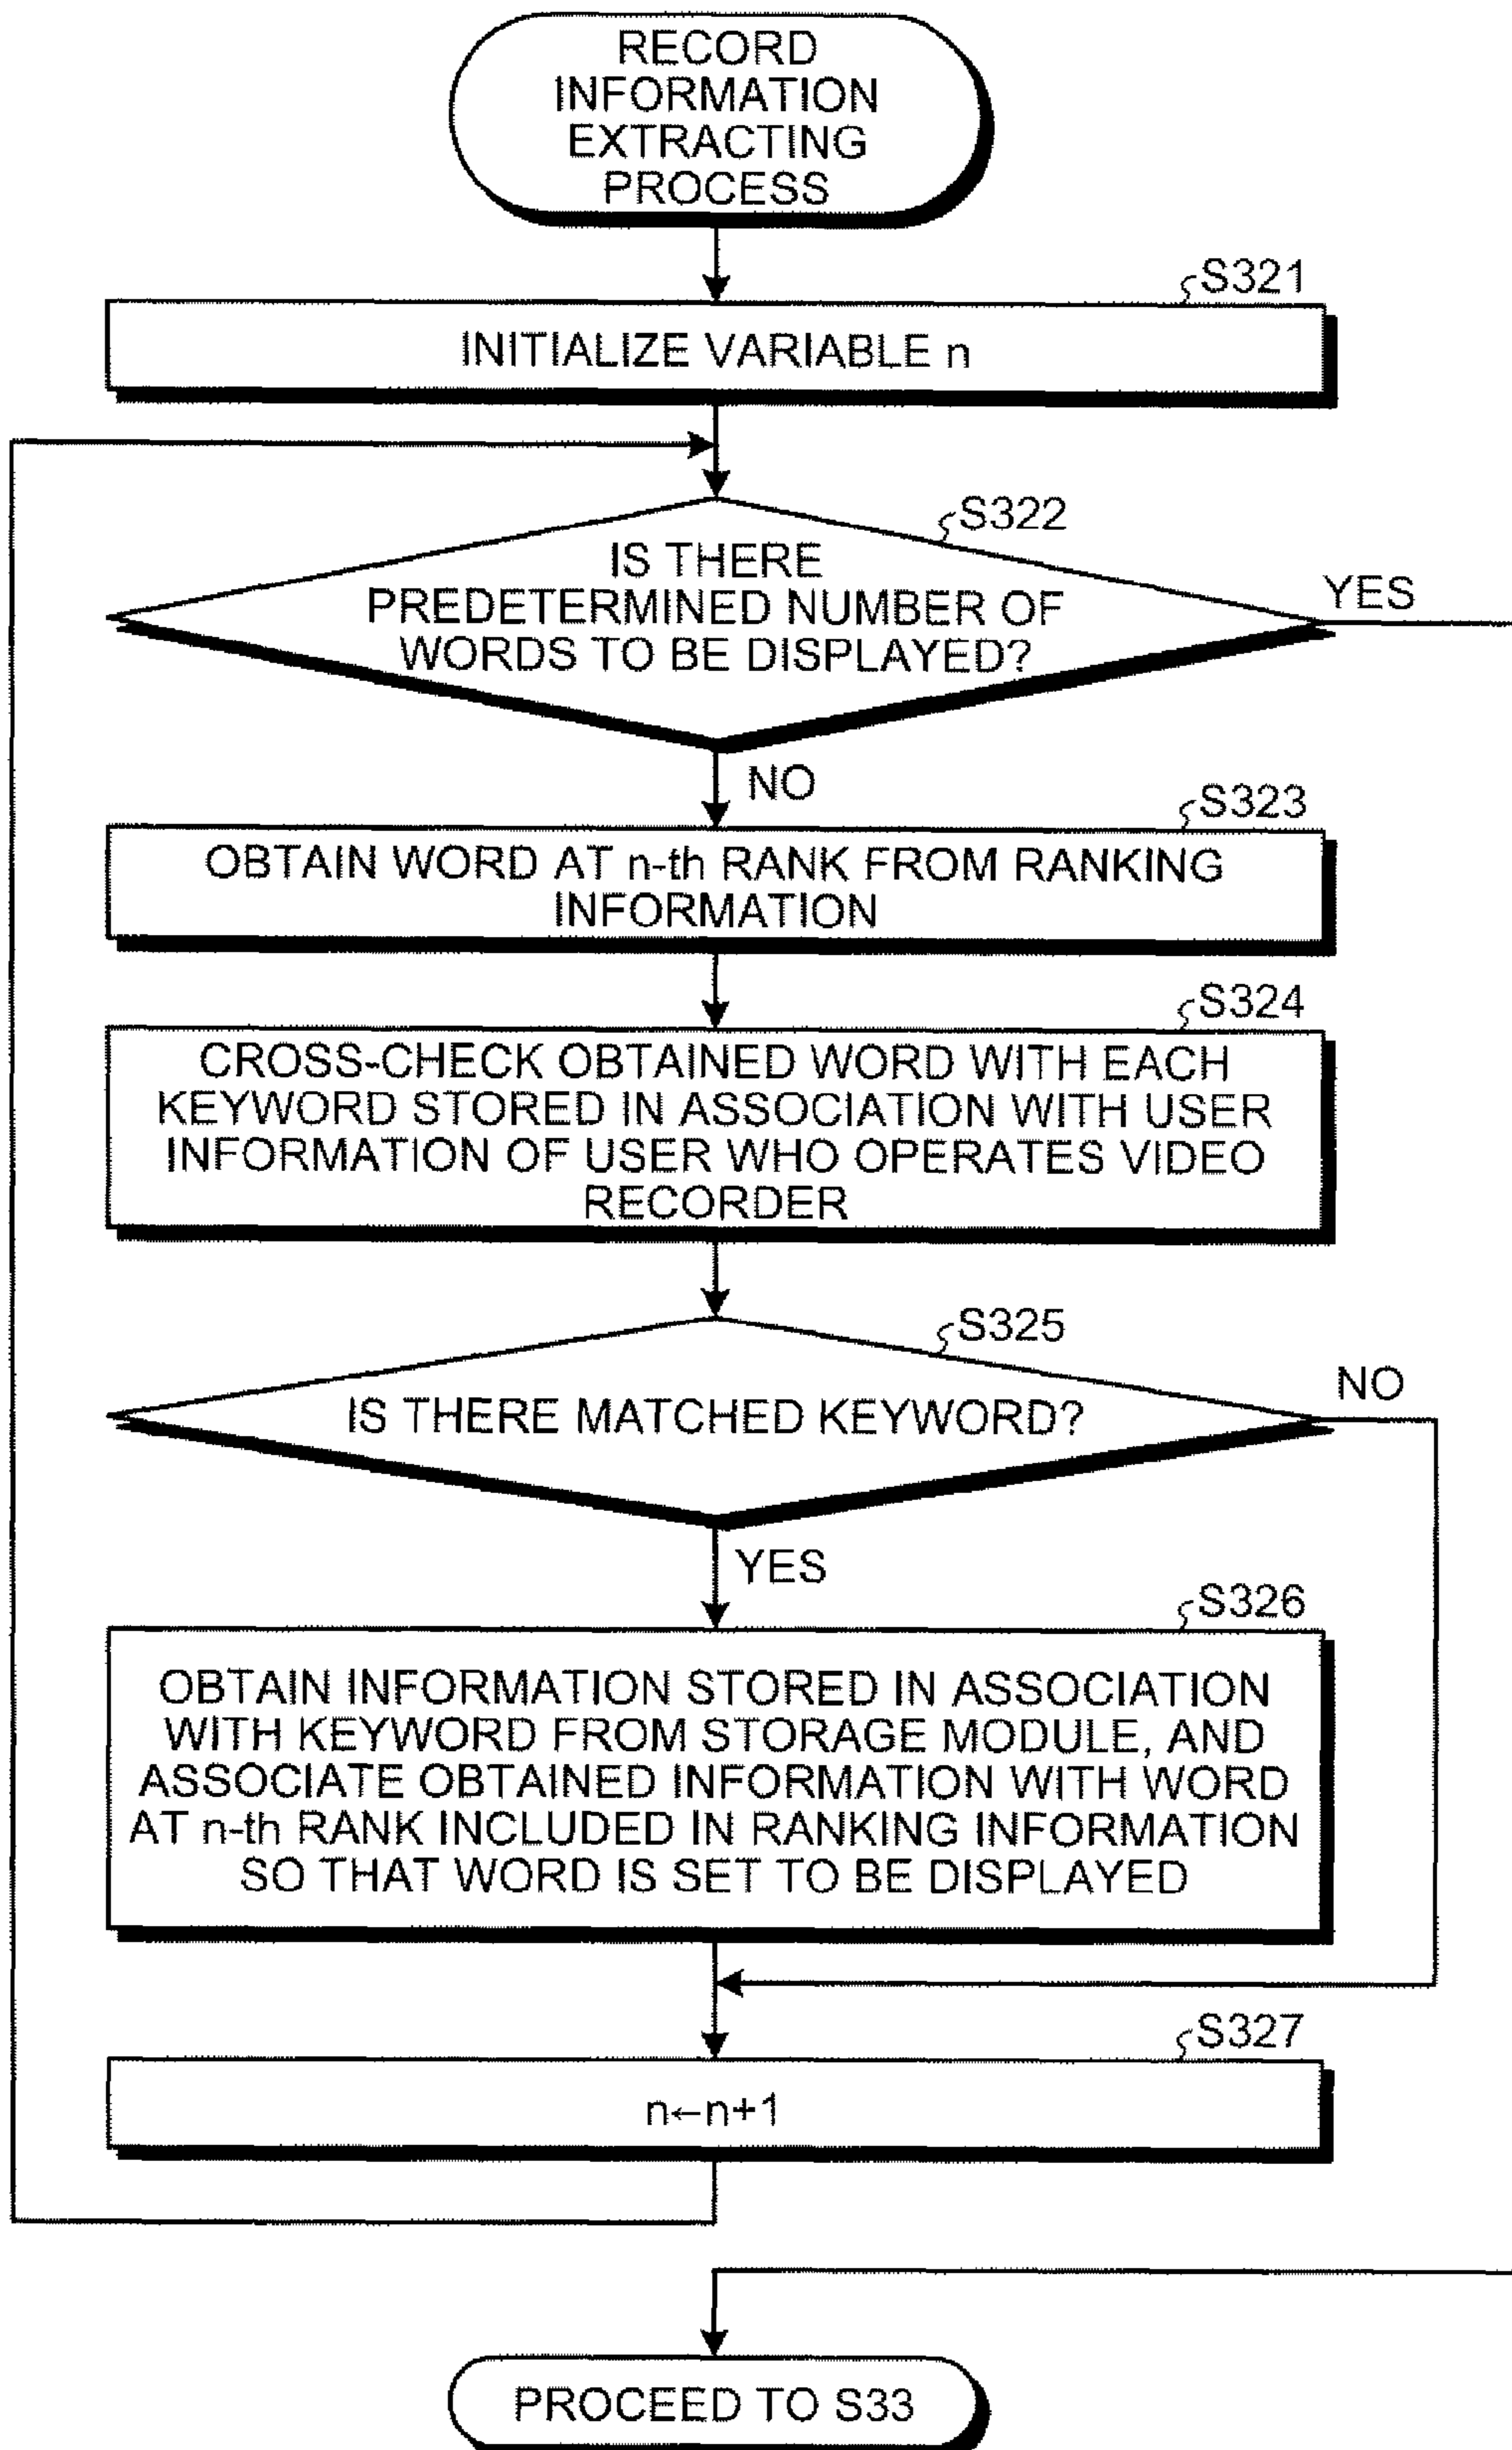 RECORD
INFORMATION
EXTRACTING
PROCESS
S321
INITIALIZE VARIABLE n
S322
IS THERE
PREDETERMINED NUMBER OF
WORDS TO BE DISPLAYED?
YES
NO
S323
OBTAIN WORD AT n-th RANK FROM RANKING
INFORMATION
S324
CROSS-CHECK OBTAINED WORD WITH EACH
KEYWORD STORED IN ASSOCIATION WITH USER
INFORMATION OF USER WHO OPERATES VIDEO
RECORDER
S325
IS THERE MATCHED KEYWORD?
NO
YES
S326
OBTAIN INFORMATION STORED IN ASSOCIATION
WITH KEYWORD FROM STORAGE MODULE, AND
ASSOCIATE OBTAINED INFORMATION WITH WORD
AT n-th RANK INCLUDED IN RANKING INFORMATION
SO THAT WORD IS SET TO BE DISPLAYED
S327
n←n+1
PROCEED TO S33